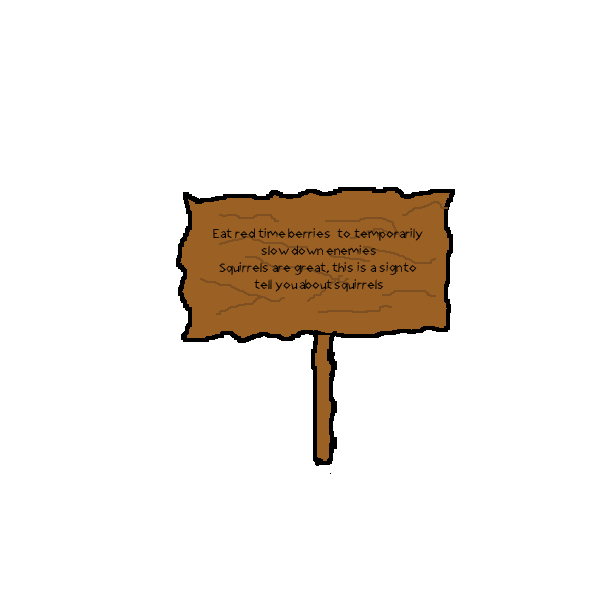 Eat red time berries to temporarily
slow down enemies
Squirrels are great, this is a sign to
tell you about squirrels